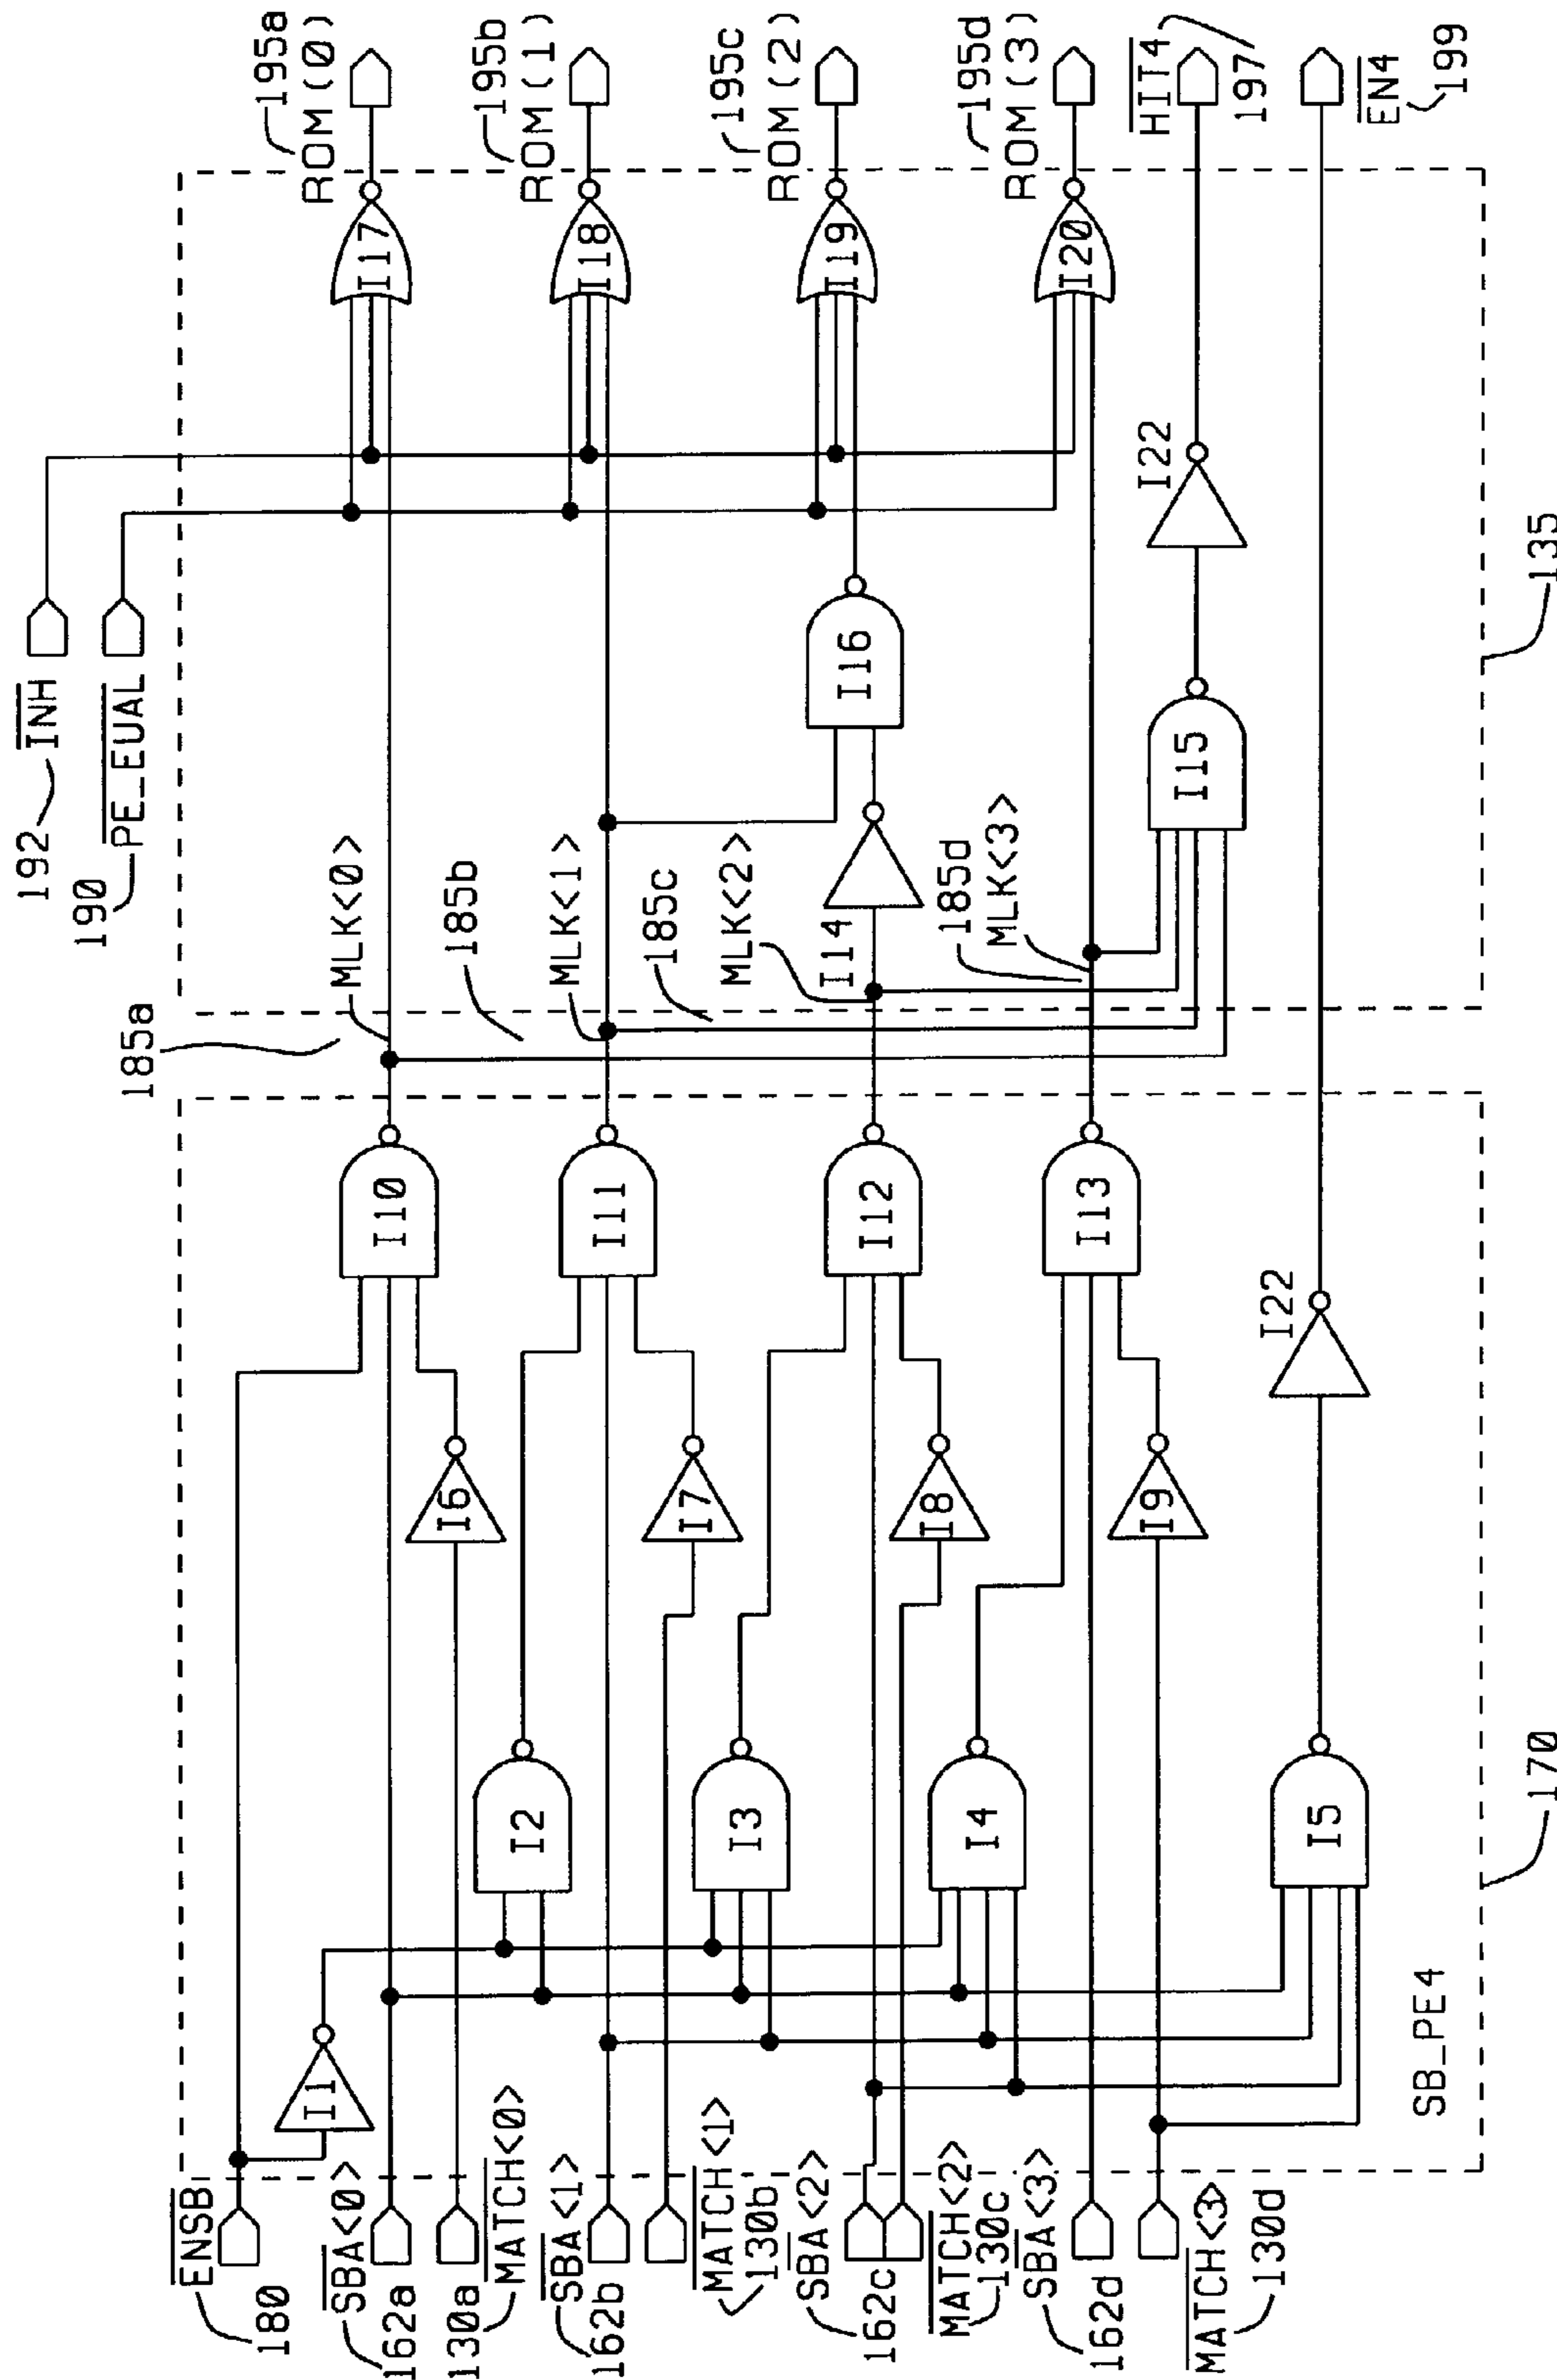 192
INH
190
PE_EUAL
185a
MLK<0>
185b
MLK<1>
185c
MLK<2>
185d
MLK<3>
195a
ROM(0)
195b
ROM(1)
195c
ROM(2)
195d
ROM(3)
HIT4
197
EN4
199
ENSB
180
SBA<0>
162a
130a
MATCH<0>
SBA<1>
162b
MATCH<1>
130b
SBA<2>
162c
MATCH<2>
130c
SBA<3>
162d
MATCH<3>
130d
I1
I2
I3
I4
I5
I6
I7
I8
I9
I10
I11
I12
I13
I22
I14
I15
I16
I22
I17
I18
I19
I20
SB_PE4
170
135